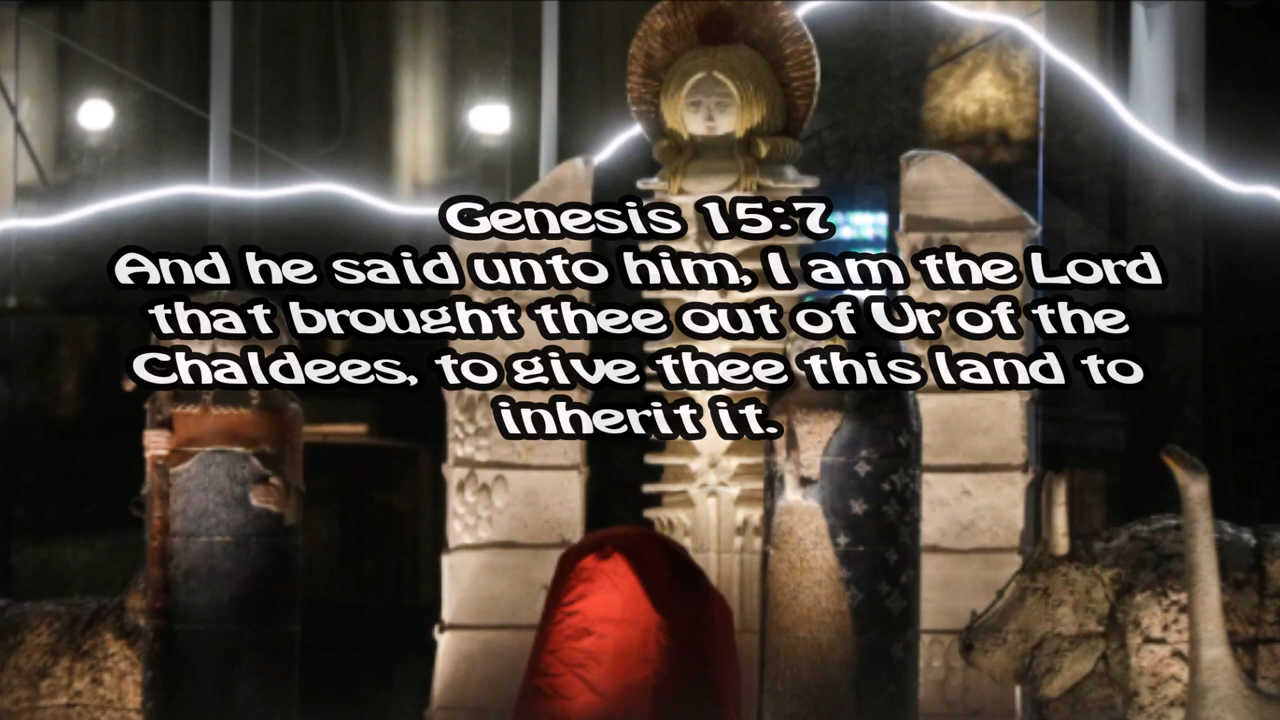 Genesis 15:7
And he said unto him, I am the Lord
that brought thee out of Ur of the
Chaldees, to give thee this land to
inherit it.